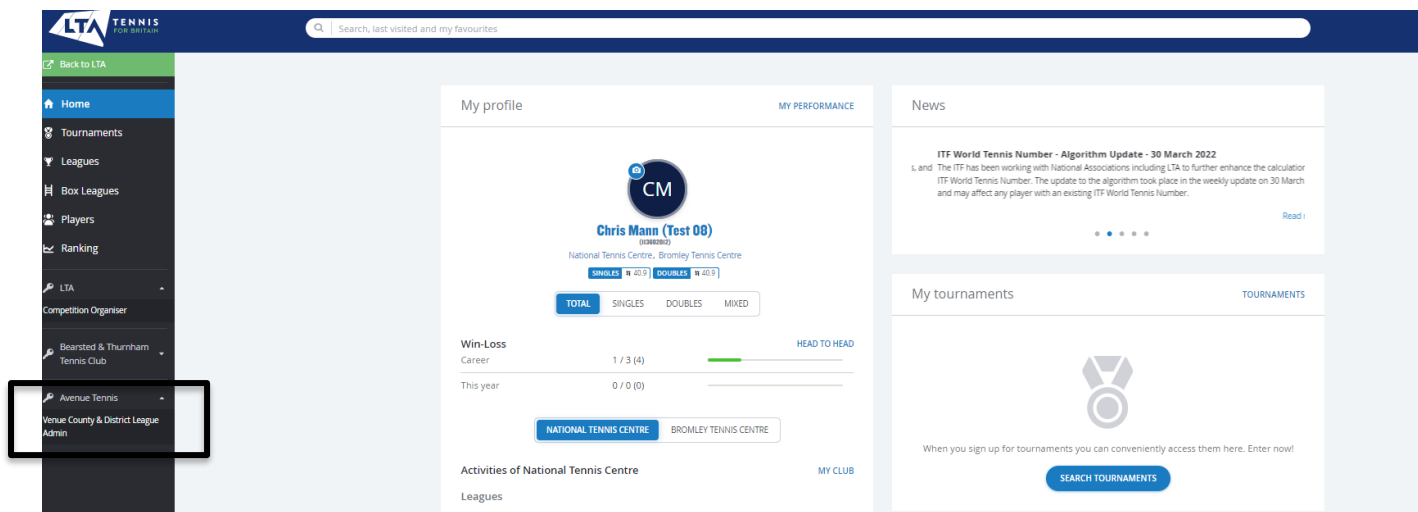 LTA TENNIS
FOR BRITAIN
Search, last visited and my favourites
Back to LTA
Home
Tournaments
Leagues
Box Leagues
Players
Ranking
LTA
Competition Organiser
Bearsted & Thurnham
Tennis Club
Avenue Tennis
Venue County & District League
Admin
My profile
MY PERFORMANCE
CM
Chris Mann (Test 08)
National Tennis Centre, Bromley Tennis Centre
SINGLES 40.9 DOUBLES 40.9
TOTAL SINGLES DOUBLES MIXED
Win-Loss
HEAD TO HEAD
Career 1 / 3 (4)
This year 0 / 0 (0)
NATIONAL TENNIS CENTRE BROMLEY TENNIS CENTRE
Activities of National Tennis Centre
MY CLUB
Leagues
News
ITF World Tennis Number - Algorithm Update - 30 March 2022
s, and The ITF has been working with National Associations including LTA to further enhance the calculation
ITF World Tennis Number. The update to the algorithm took place in the weekly update on 30 March
and may affect any player with an existing ITF World Tennis Number.
Read
My tournaments
TOURNAMENTS
When you sign up for tournaments you can conveniently access them here. Enter now!
SEARCH TOURNAMENTS